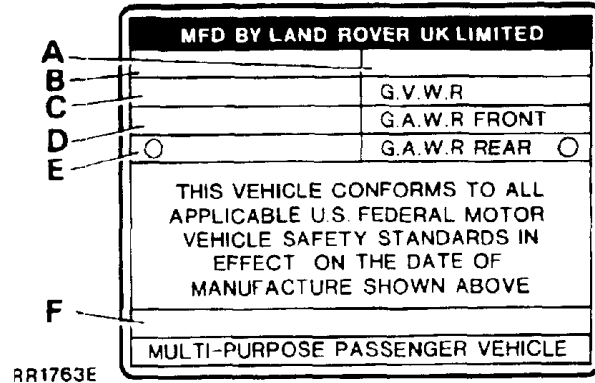 MFD BY LAND ROVER UK LIMITED
A
B
C
G.V.W.R
D
G.A.W.R FRONT
E
G.A.W.R REAR
THIS VEHICLE CONFORMS TO ALL
APPLICABLE U.S. FEDERAL MOTOR
VEHICLE SAFETY STANDARDS IN
EFFECT ON THE DATE OF
MANUFACTURE SHOWN ABOVE
F
MULTI-PURPOSE PASSENGER VEHICLE
RR1763E